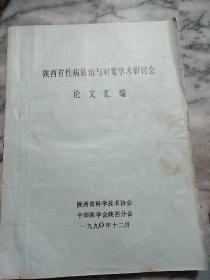 陕西省性病防治与对策学术研讨会
论文汇编
陕西省科学技术协会
中华医学会陕西分会
一九九〇年十二月